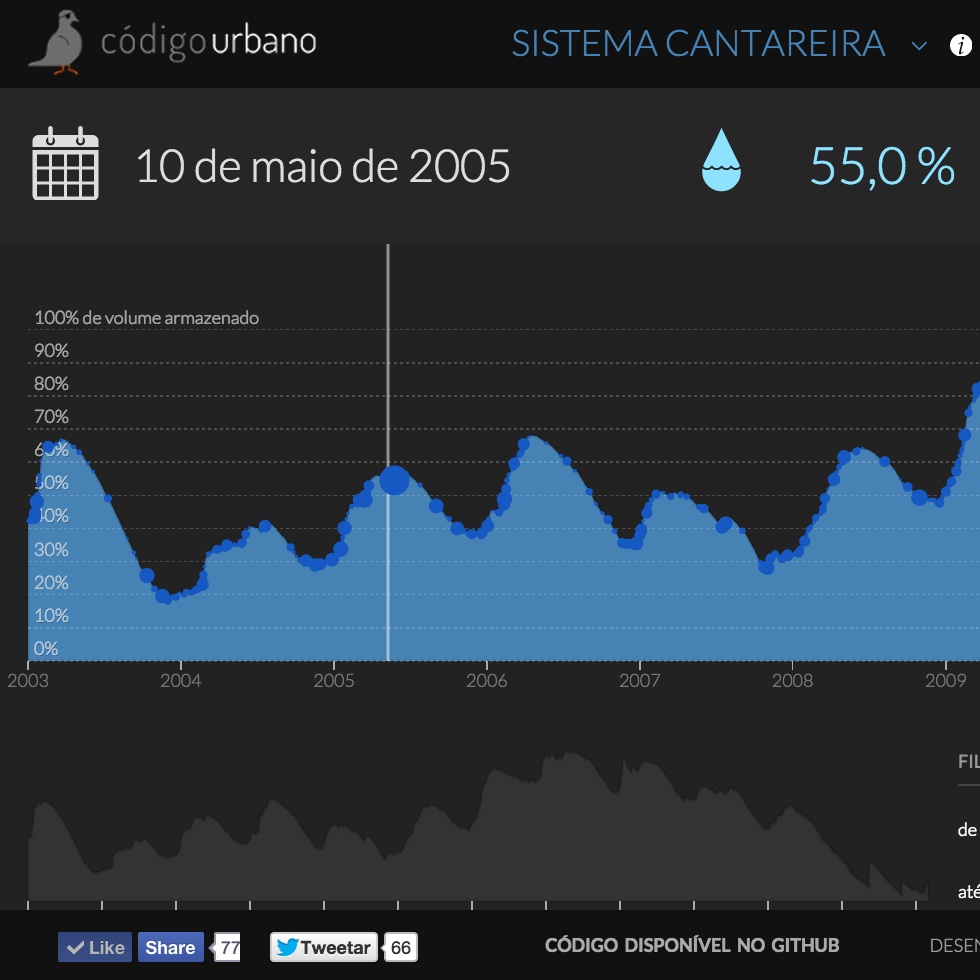 código urbano
SISTEMA CANTAREIRA
i
10 de maio de 2005
55,0 %
100% de volume armazenado
90%
80%
70%
60%
50%
40%
30%
20%
10%
0%
2003 2004 2005 2006 2007 2008 2009
FIL
de
até
Like
Share
77
Tweetar
66
CÓDIGO DISPONÍVEL NO GITHUB
DESEN